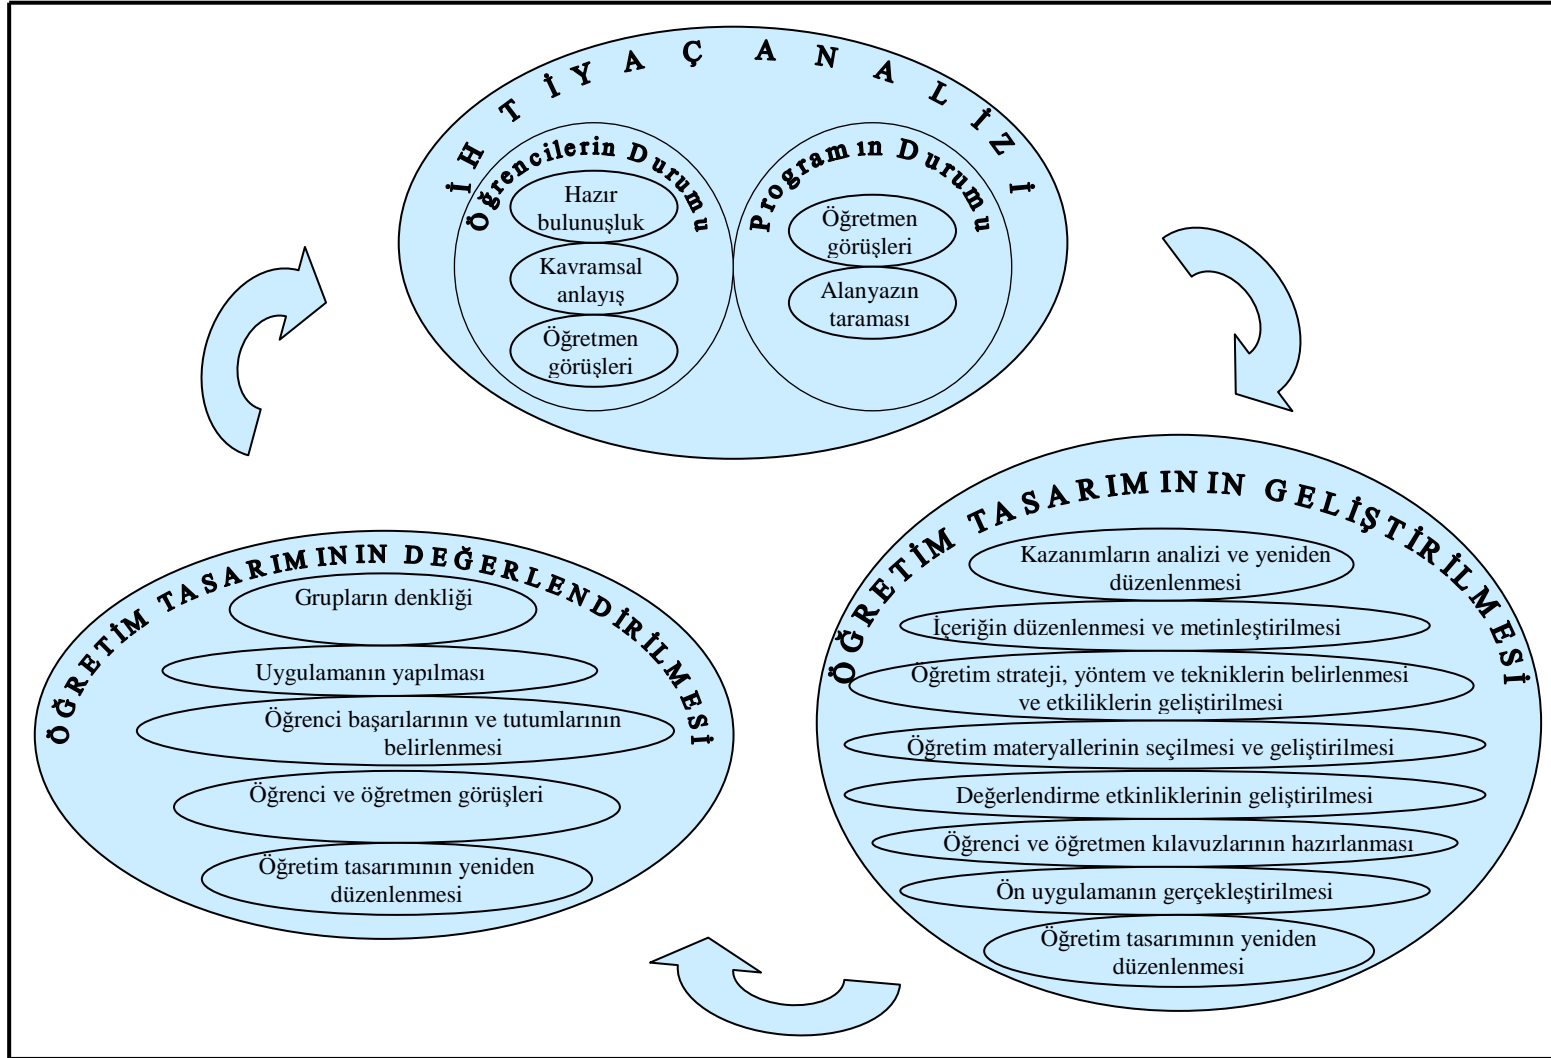 İHTİYAÇ ANALİZİ
Öğrencilerin Durumu
Hazır
bulunuşluk
Kavramsal
anlayış
Öğretmen
görüşleri
Programın Durumu
Öğretmen
görüşleri
Alanyazın
taraması
ÖĞRETİM TASARIMININ GELİŞTİRİLMESİ
Kazanımların analizi ve yeniden
düzenlenmesi
İçeriğin düzenlenmesi ve metinleştirilmesi
Öğretim strateji, yöntem ve tekniklerin belirlenmesi
ve etkiliklerin geliştirilmesi
Öğretim materyallerinin seçilmesi ve geliştirilmesi
Değerlendirme etkinliklerinin geliştirilmesi
Öğrenci ve öğretmen kılavuzlarının hazırlanması
Ön uygulamanın gerçekleştirilmesi
Öğretim tasarımının yeniden
düzenlenmesi
ÖĞRETİM TASARIMININ DEĞERLENDİRİLMESİ
Grupların denkliği
Uygulamanın yapılması
Öğrenci başarılarının ve tutumlarının
belirlenmesi
Öğrenci ve öğretmen görüşleri
Öğretim tasarımının yeniden
düzenlenmesi